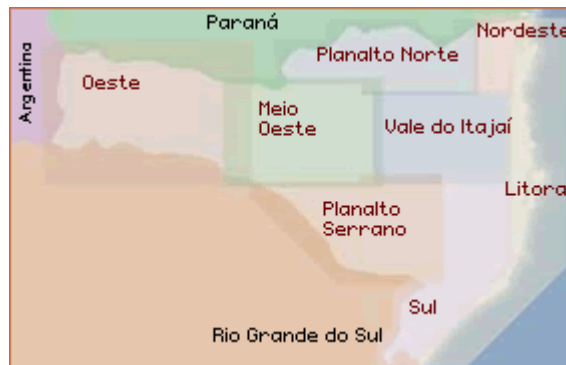 Paraná
Nordeste
Planalto Norte
Argentina
Oeste
Meio
Oeste
Vale do Itajaí
Litora
Planalto
Serrano
Sul
Rio Grande do Sul